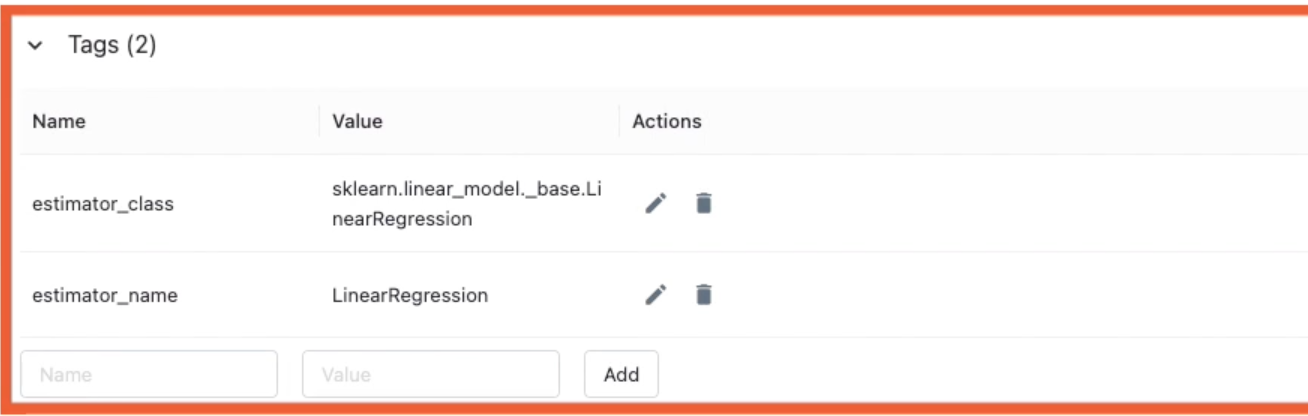 Tags (2)
Name Value Actions
estimator_class sklearn.linear_model._base.Li
nearRegression
estimator_name LinearRegression
Name Value Add